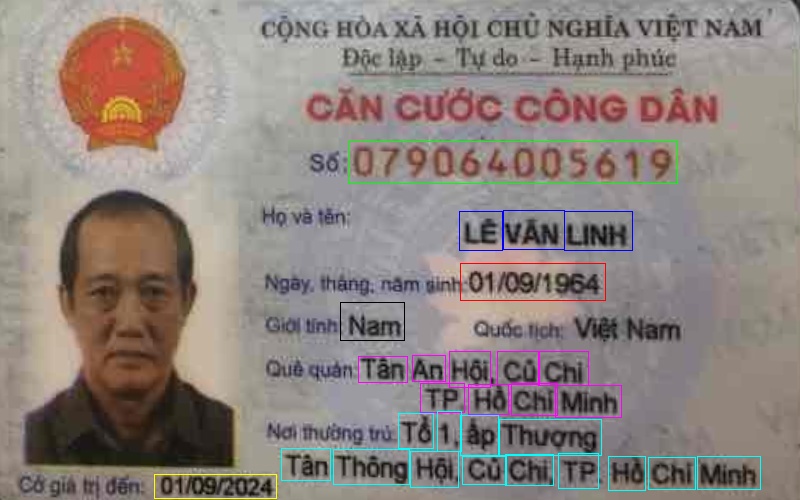 CỘNG HÒA XÃ HỘI CHỦ NGHĨA VIỆT NAM
Độc lập - Tự do - Hạnh phúc
CĂN CƯỚC CÔNG DÂN
Số: 079064005619
Họ và tên:
LÊ VĂN LINH
Ngày, tháng, năm sinh: 01/09/1964
Giới tính: Nam Quốc tịch: Việt Nam
Quê quán: Tân An Hội, Củ Chi
TP. Hồ Chí Minh
Nơi thường trú: Tổ 1, ấp Thượng
Tân Thông Hội, Củ Chi, TP. Hồ Chí Minh
Có giá trị đến: 01/09/2024